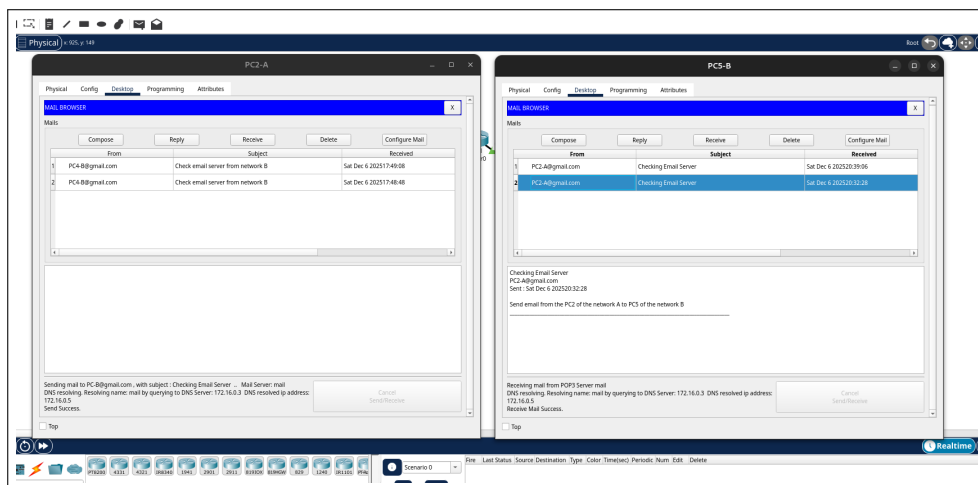 Physical x: 925, y: 149
Root
PC2-A
Physical Config Desktop Programming Attributes
MAIL BROWSER X
Mails
Compose Reply Receive Delete Configure Mail
From Subject Received
1 PC4-B@gmail.com Check email server from network B Sat Dec 6 202517:49:08
2 PC4-B@gmail.com Check email server from network B Sat Dec 6 202517:48:48
Sending mail to PC-B@gmail.com , with subject : Checking Email Server .. Mail Server: mail
DNS resolving. Resolving name: mail by querying to DNS Server: 172.16.0.3 DNS resolved ip address:
172.16.0.5
Send Success.
Cancel
Send/Receive
Top
PC5-B
Physical Config Desktop Programming Attributes
MAIL BROWSER X
Mails
Compose Reply Receive Delete Configure Mail
From Subject Received
1 PC2-A@gmail.com Checking Email Server Sat Dec 6 202520:39:06
2 PC2-A@gmail.com Checking Email Server Sat Dec 6 202520:32:28
Checking Email Server
PC2-A@gmail.com
Sent : Sat Dec 6 202520:32:28
Send email from the PC2 of the network A to PC5 of the network B
Receiving mail from POP3 Server mail
DNS resolving. Resolving name: mail by querying to DNS Server: 172.16.0.3 DNS resolved ip address:
172.16.0.5
Receive Mail Success.
Cancel
Send/Receive
Top
Realtime
4331 4321 IR8340 1941 2901 2911 819HGW 829 1240
Scenario 0
Fire Last Status Source Destination Type Color Time(sec) Periodic Num Edit Delete